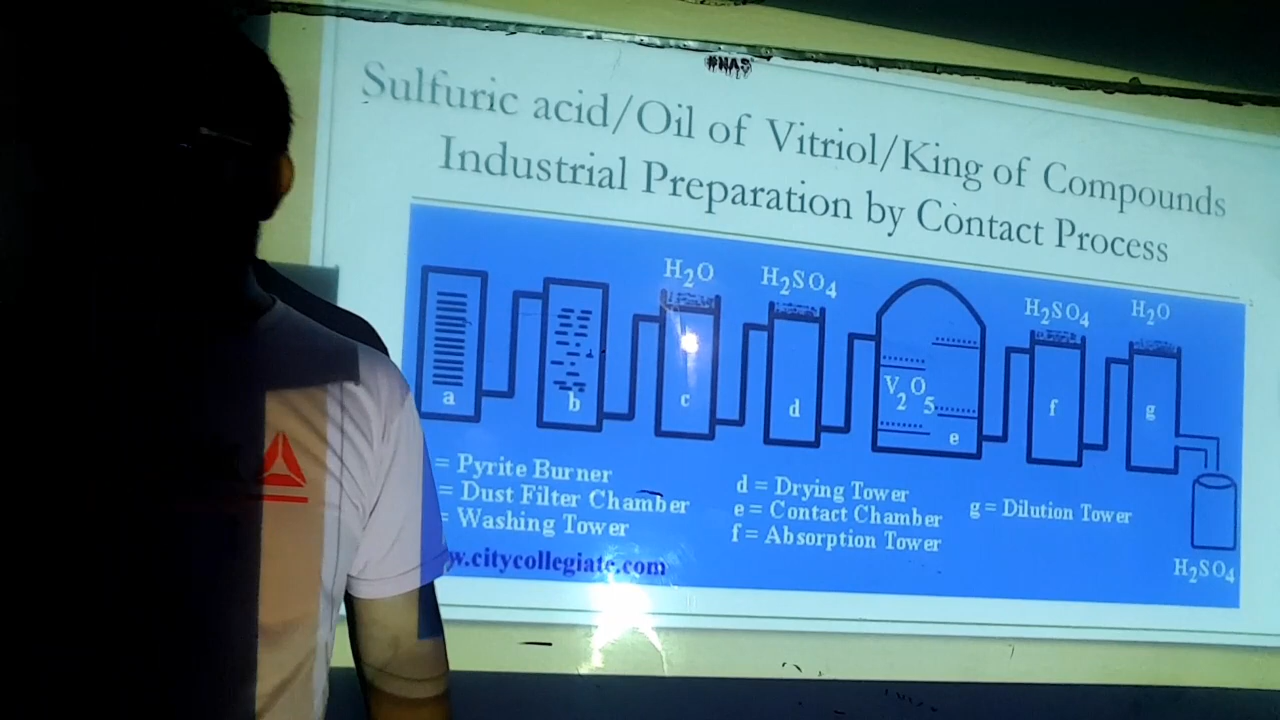 #NAS
Sulfuric acid/Oil of Vitriol/King of Compounds
Industrial Preparation by Contact Process
H₂O
H₂SO₄
H₂SO₄
H₂O
V₂O₅
a
b
c
d
e
f
g
= Pyrite Burner
= Dust Filter Chamber
= Washing Tower
d = Drying Tower
e = Contact Chamber
f = Absorption Tower
g = Dilution Tower
H₂SO₄
w.citycollegiate.com